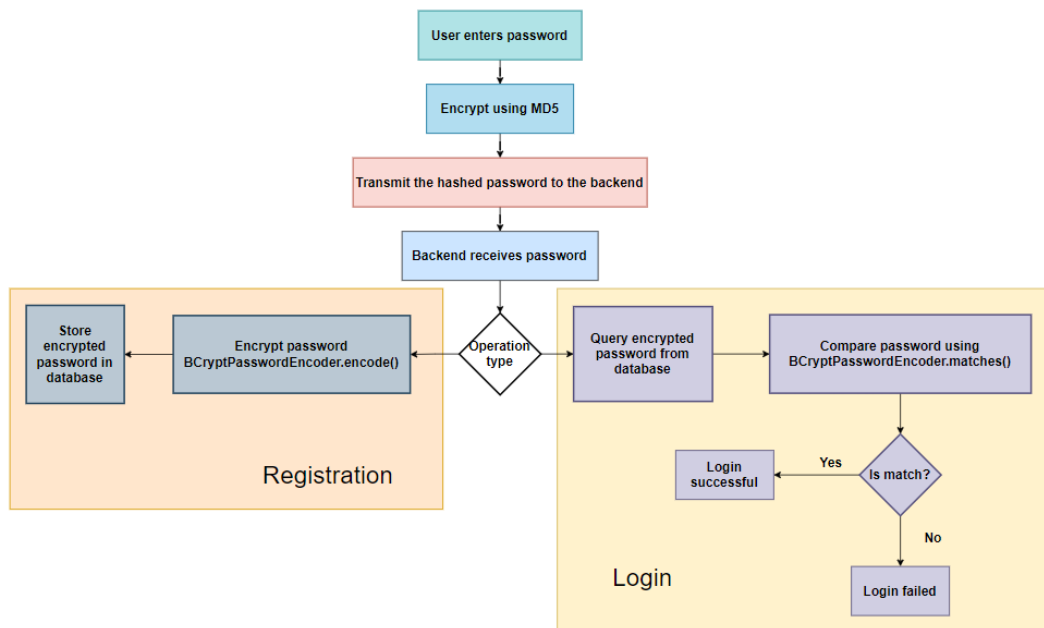 User enters password
Encrypt using MD5
Transmit the hashed password to the backend
Backend receives password
Operation
type
Store
encrypted
password in
database
Encrypt password
BCryptPasswordEncoder.encode()
Registration
Query encrypted
password from
database
Compare password using
BCryptPasswordEncoder.matches()
Is match?
Yes
Login
successful
No
Login failed
Login